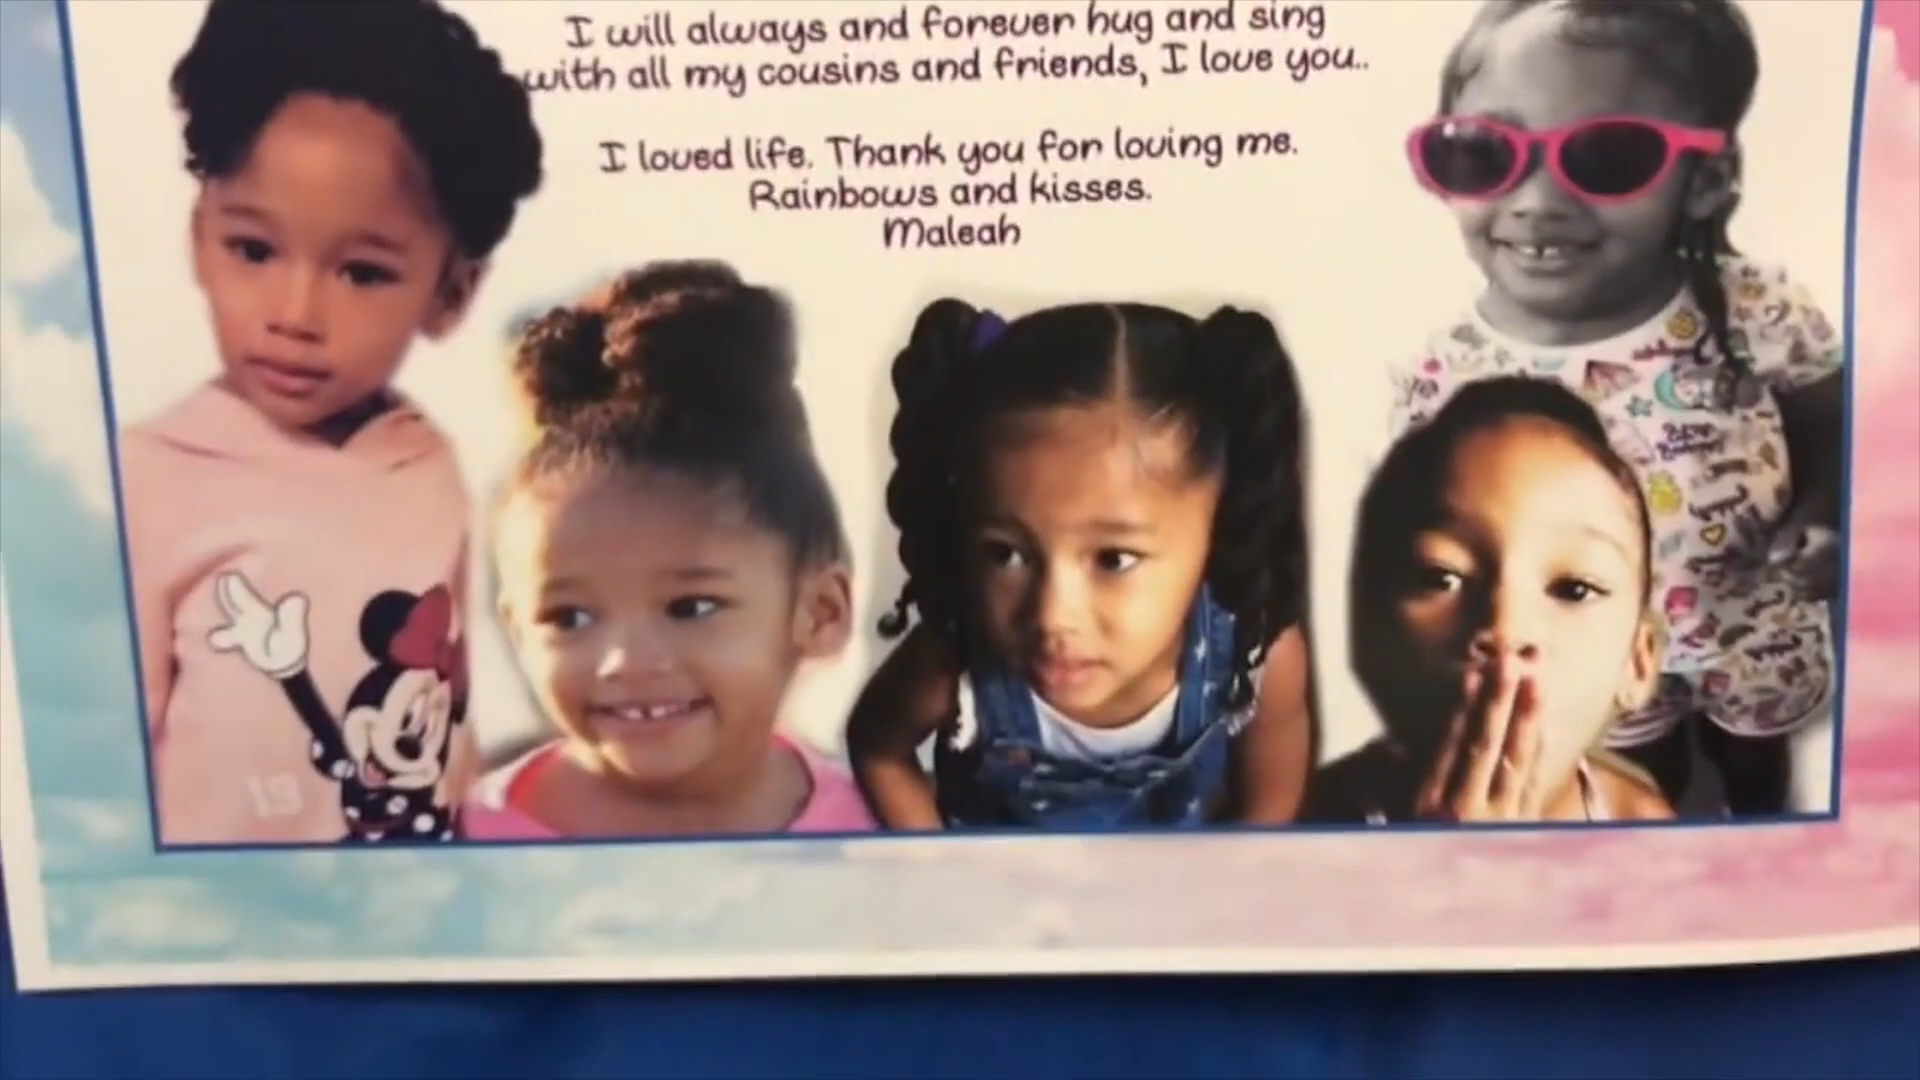 I will always and forever hug and sing
with all my cousins and friends, I love you..
I loved life. Thank you for loving me.
Rainbows and kisses.
Maleah